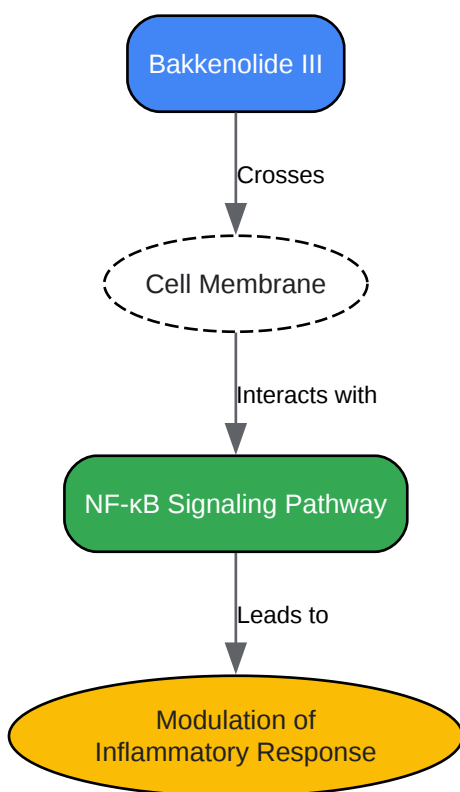 Bakkenolide III
Crosses
Cell Membrane
Interacts with
NF-κB Signaling Pathway
Leads to
Modulation of
Inflammatory Response